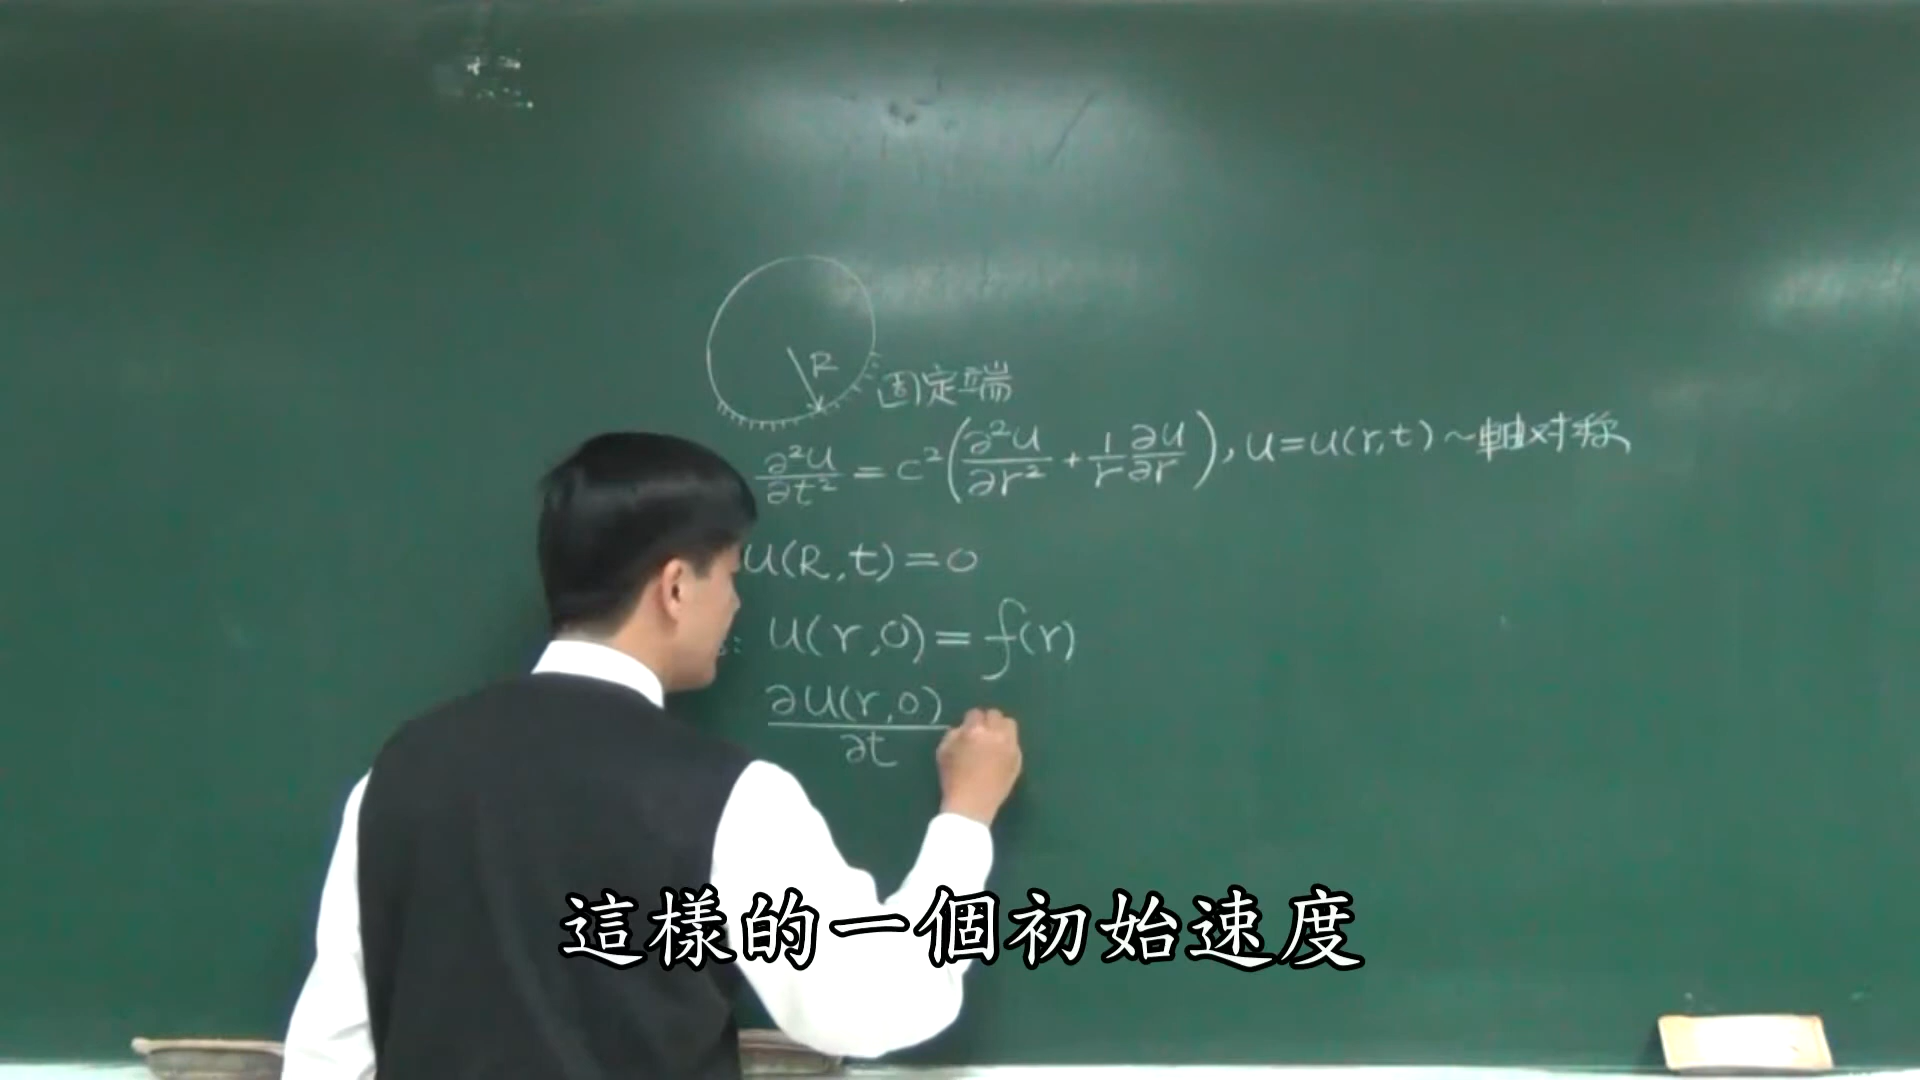 R
固定端
∂²u/∂t² = c²(∂²u/∂r² + 1/r ∂u/∂r), u=u(r,t)~軸对称
u(R,t)=0
s: u(r,0)=f(r)
∂u(r,0)/∂t
這樣的一個初始速度